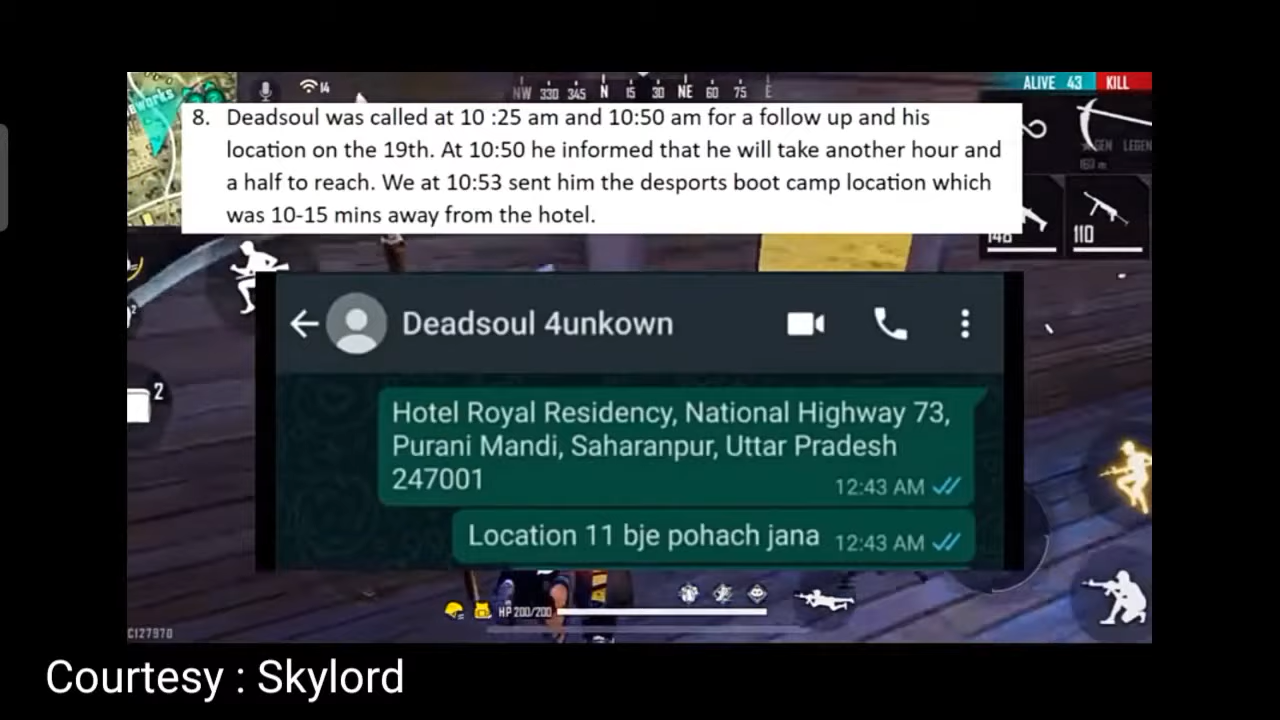 eworks
14
NW 330 345 N 15 30 NE 60 75 E
ALIVE 43 KILL
8. Deadsoul was called at 10 :25 am and 10:50 am for a follow up and his
location on the 19th. At 10:50 he informed that he will take another hour and
a half to reach. We at 10:53 sent him the desports boot camp location which
was 10-15 mins away from the hotel.
110
2
Deadsoul 4unkown
Hotel Royal Residency, National Highway 73,
Purani Mandi, Saharanpur, Uttar Pradesh
247001
12:43 AM
Location 11 bje pohach jana 12:43 AM
HP 200/200
C127970
Courtesy : Skylord